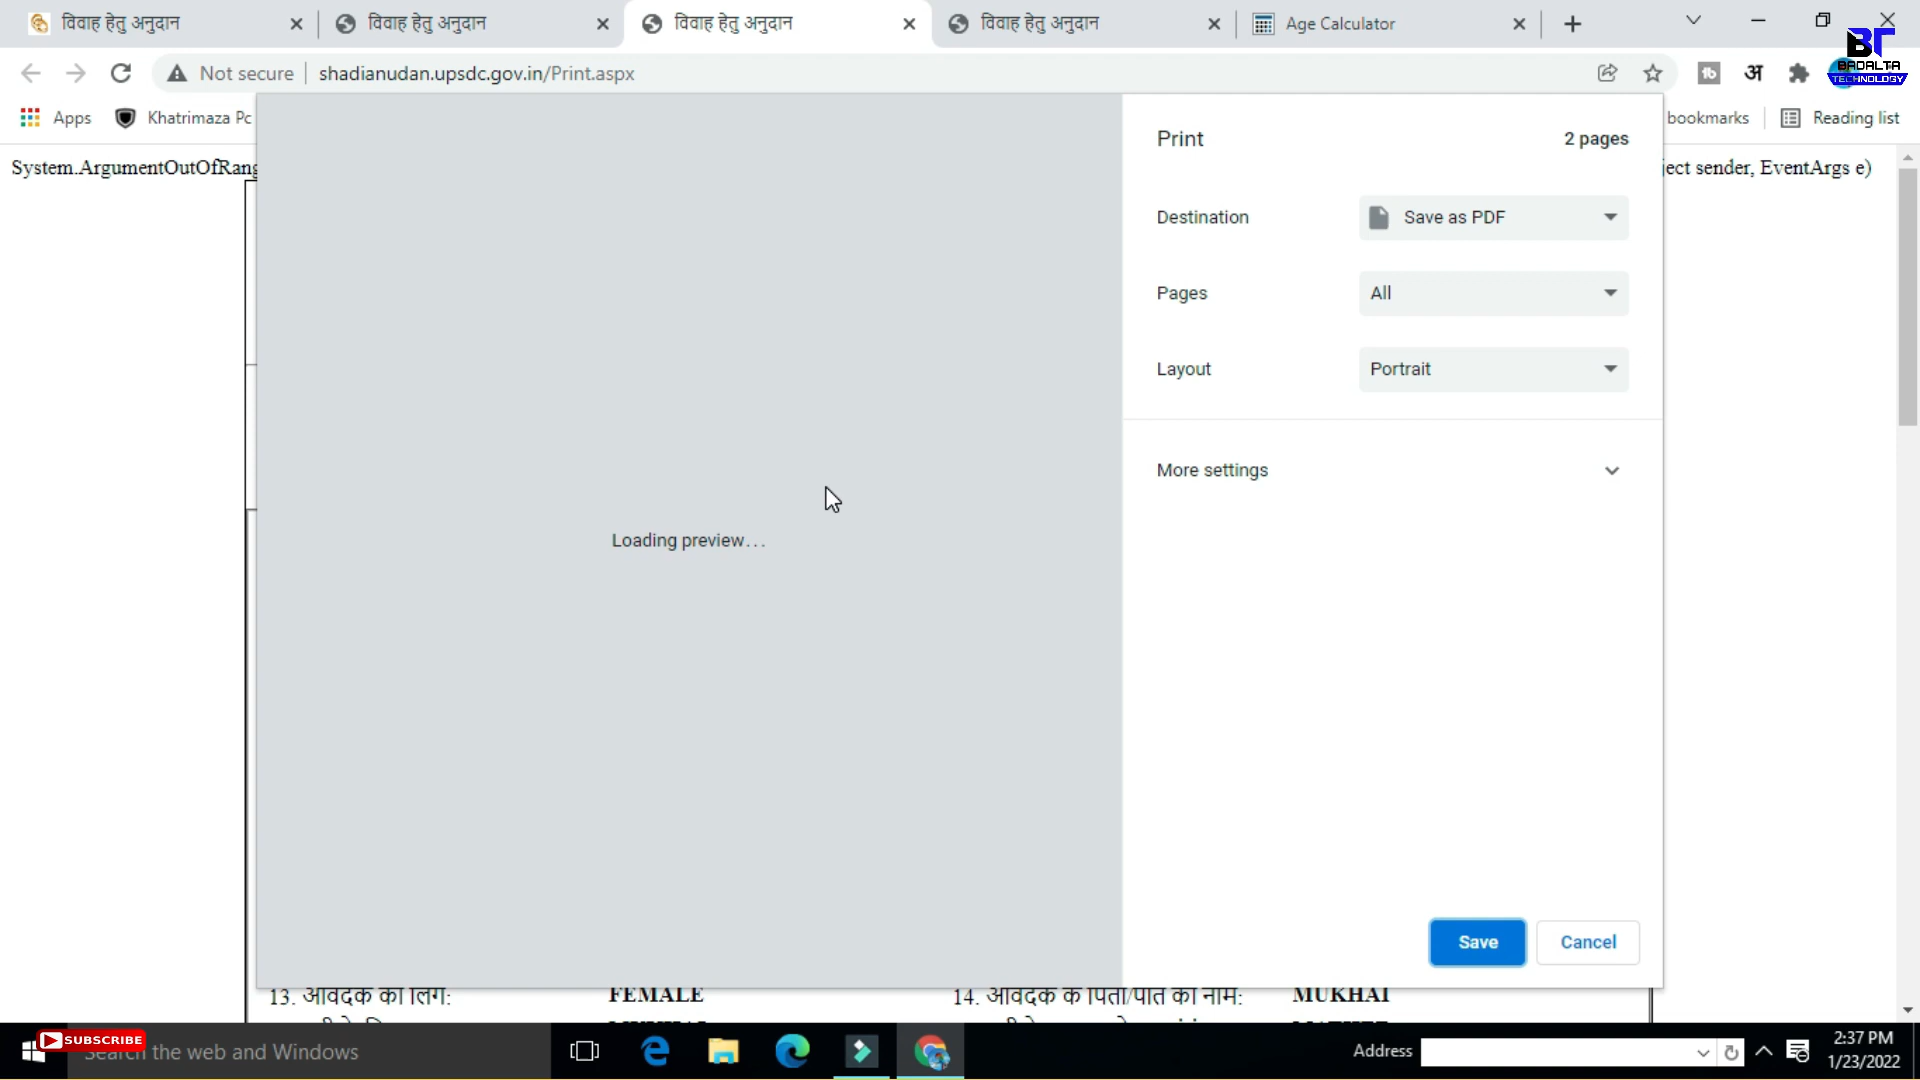 विवाह हेतु अनुदान
विवाह हेतु अनुदान
विवाह हेतु अनुदान
विवाह हेतु अनुदान
Age Calculator
BT
BADALTA
TECHNOLOGY
Not secure
shadianudan.upsdc.gov.in/Print.aspx
अ
Apps
Khatrimaza Pc
bookmarks
Reading list
System.ArgumentOutOfRang
ject sender, EventArgs e)
Print
2 pages
Destination
Save as PDF
Pages
All
Layout
Portrait
More settings
Loading preview...
Save
Cancel
13. आवेदक का लिंग:
FEMALE
14. आवेदक के पिता/पति का नाम:
MUKHAI
SUBSCRIBE
Search the web and Windows
Address
2:37 PM
1/23/2022